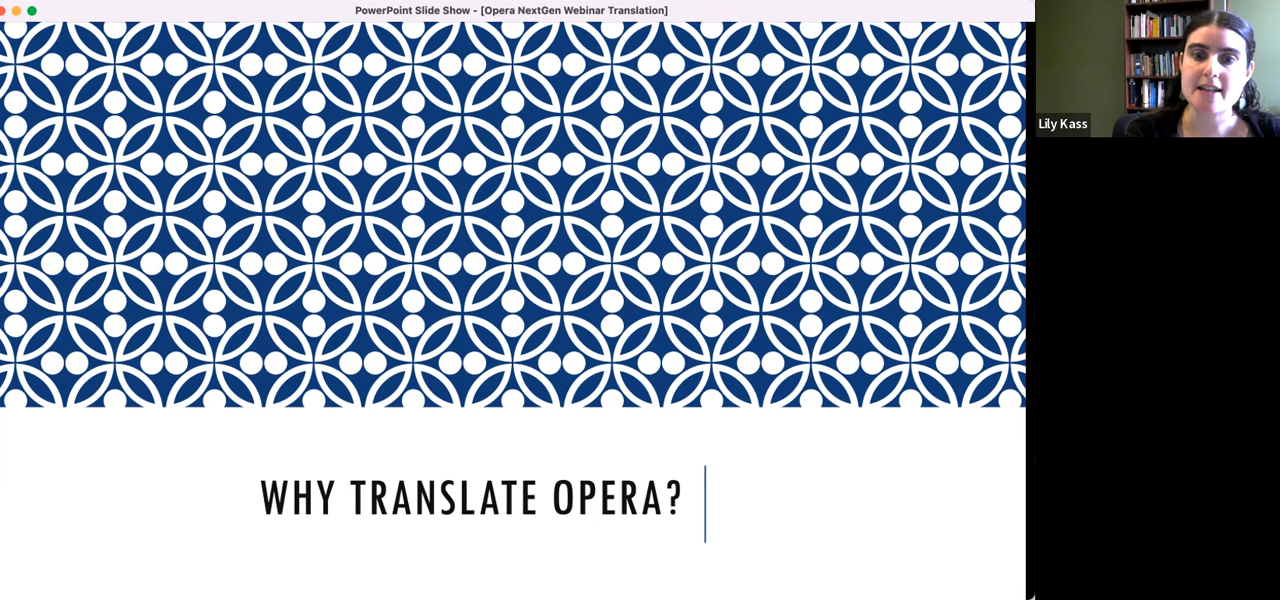 PowerPoint Slide Show - [Opera NextGen Webinar Translation]
Lily Kass
WHY TRANSLATE OPERA?